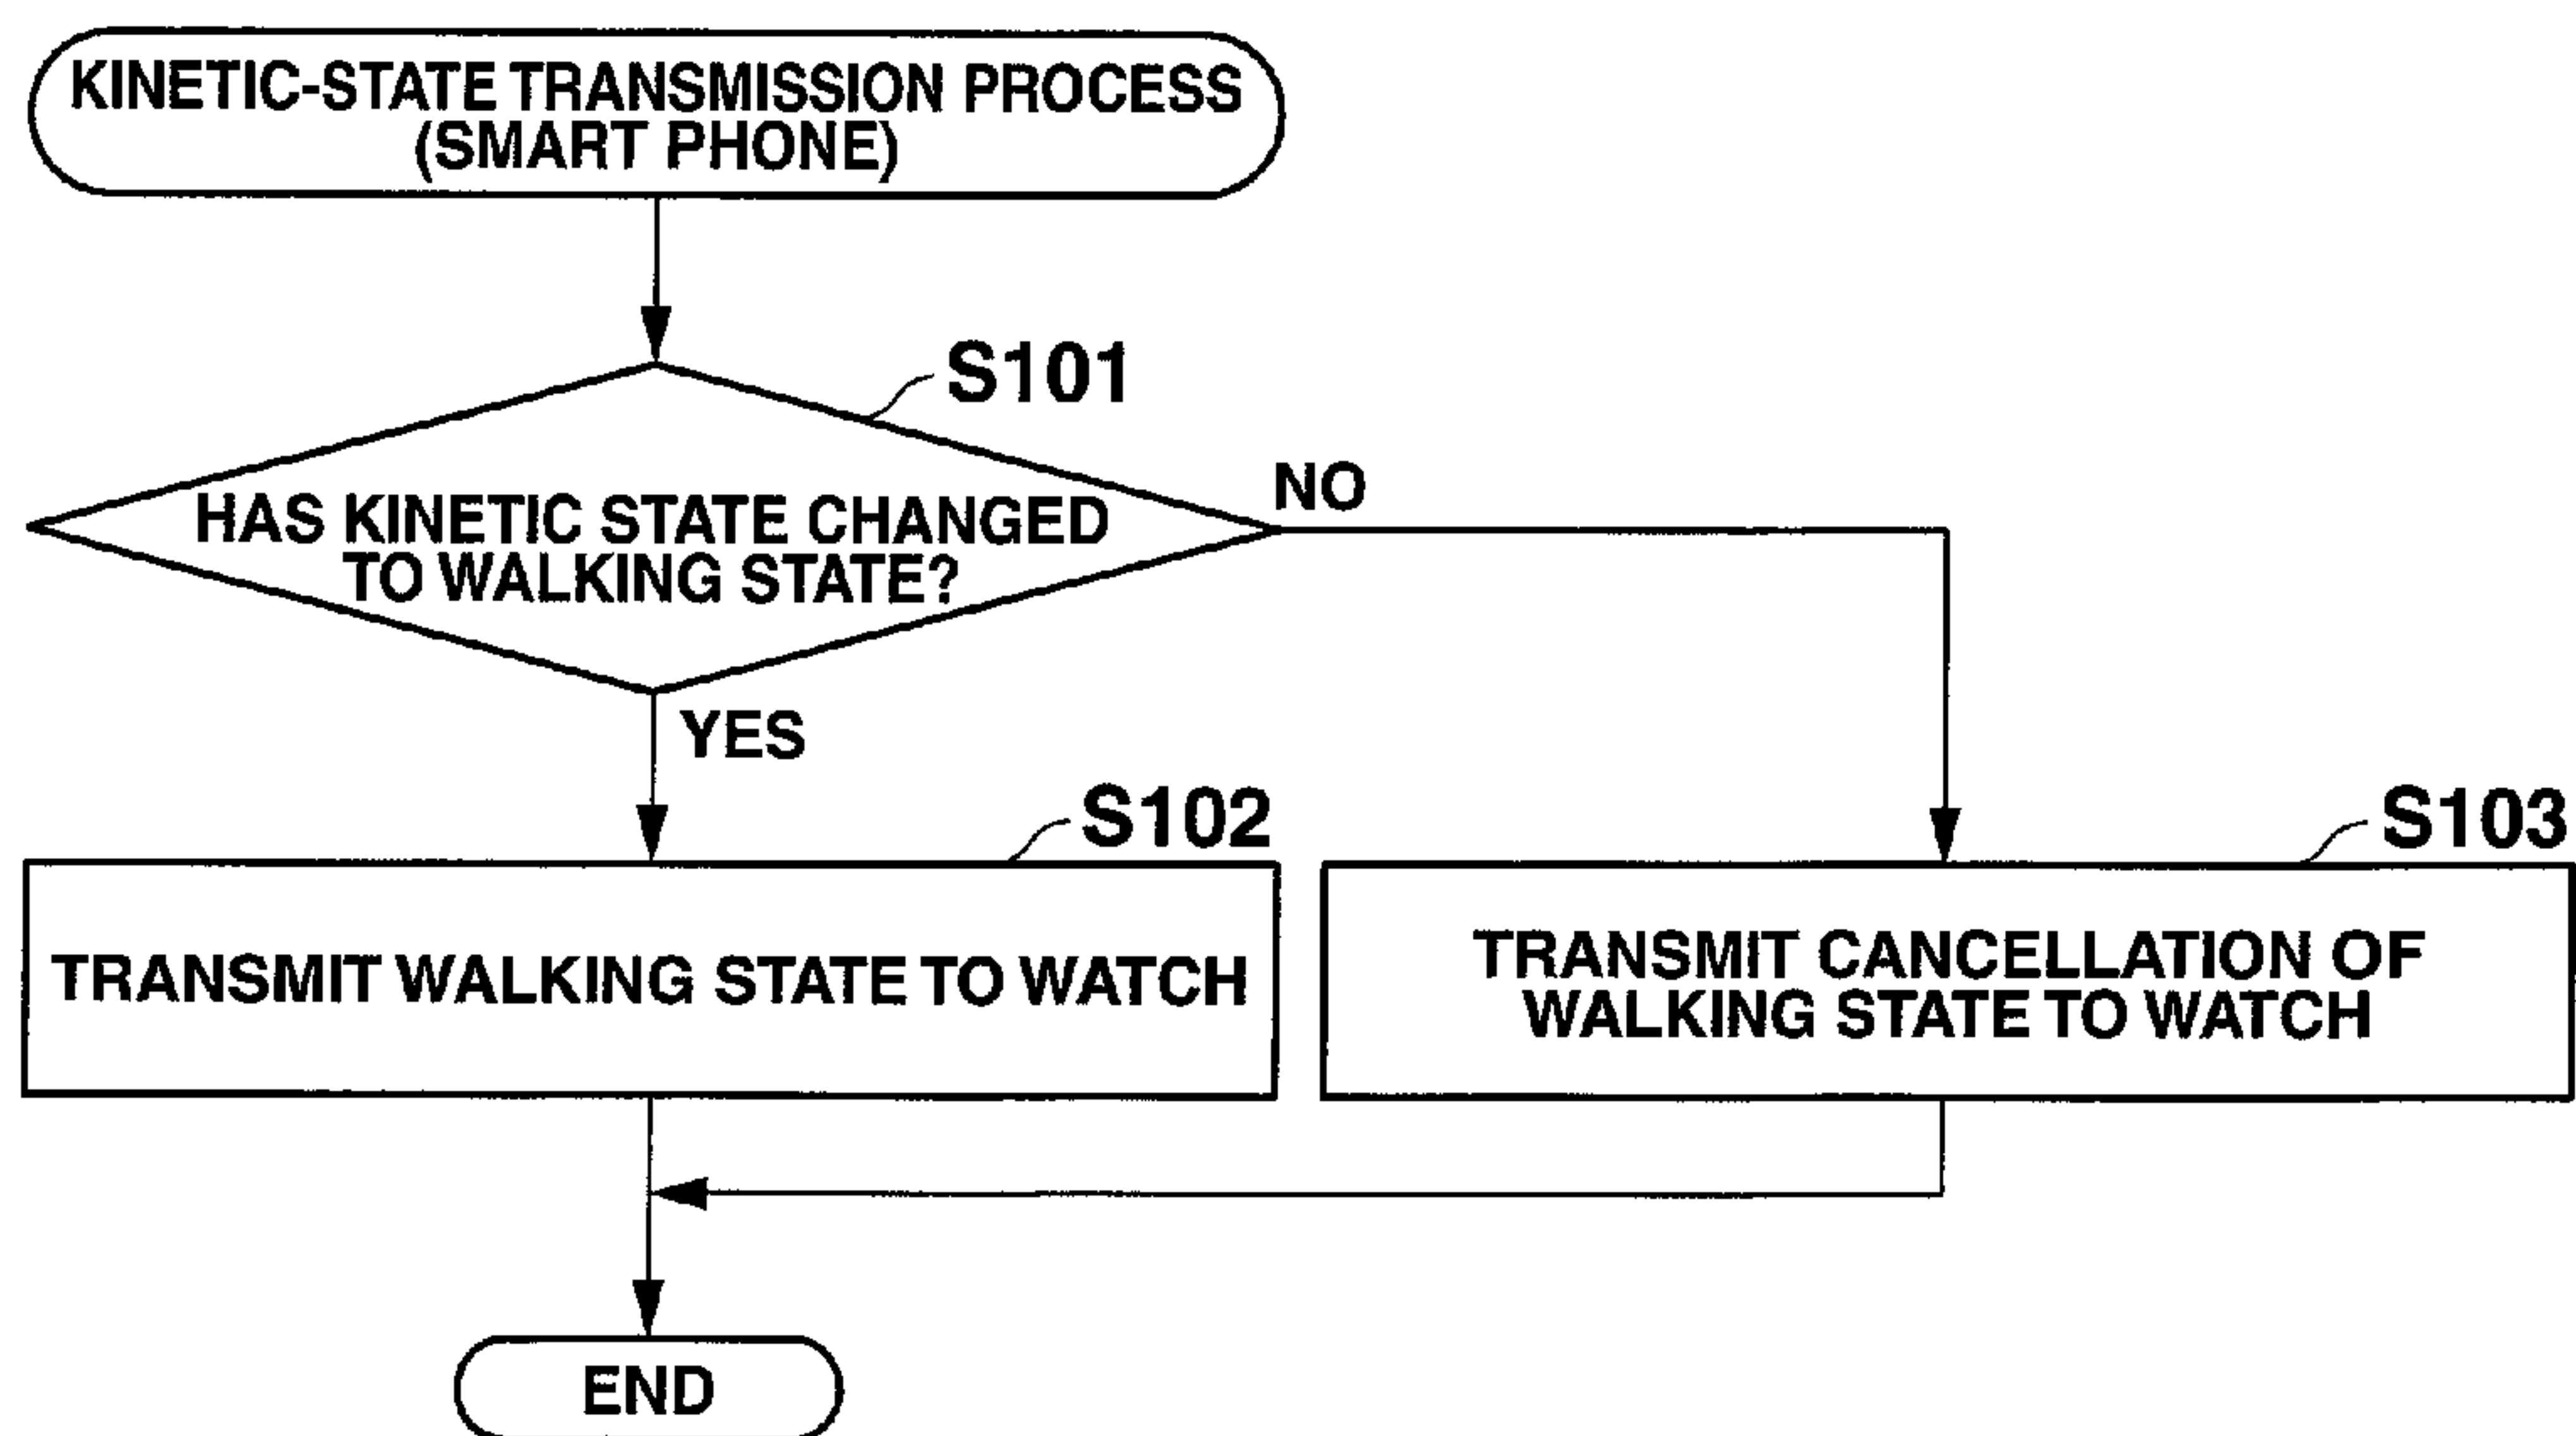 KINETIC-STATE TRANSMISSION PROCESS
(SMART PHONE)
S101
HAS KINETIC STATE CHANGED
TO WALKING STATE?
NO
YES
S102
TRANSMIT WALKING STATE TO WATCH
S103
TRANSMIT CANCELLATION OF
WALKING STATE TO WATCH
END